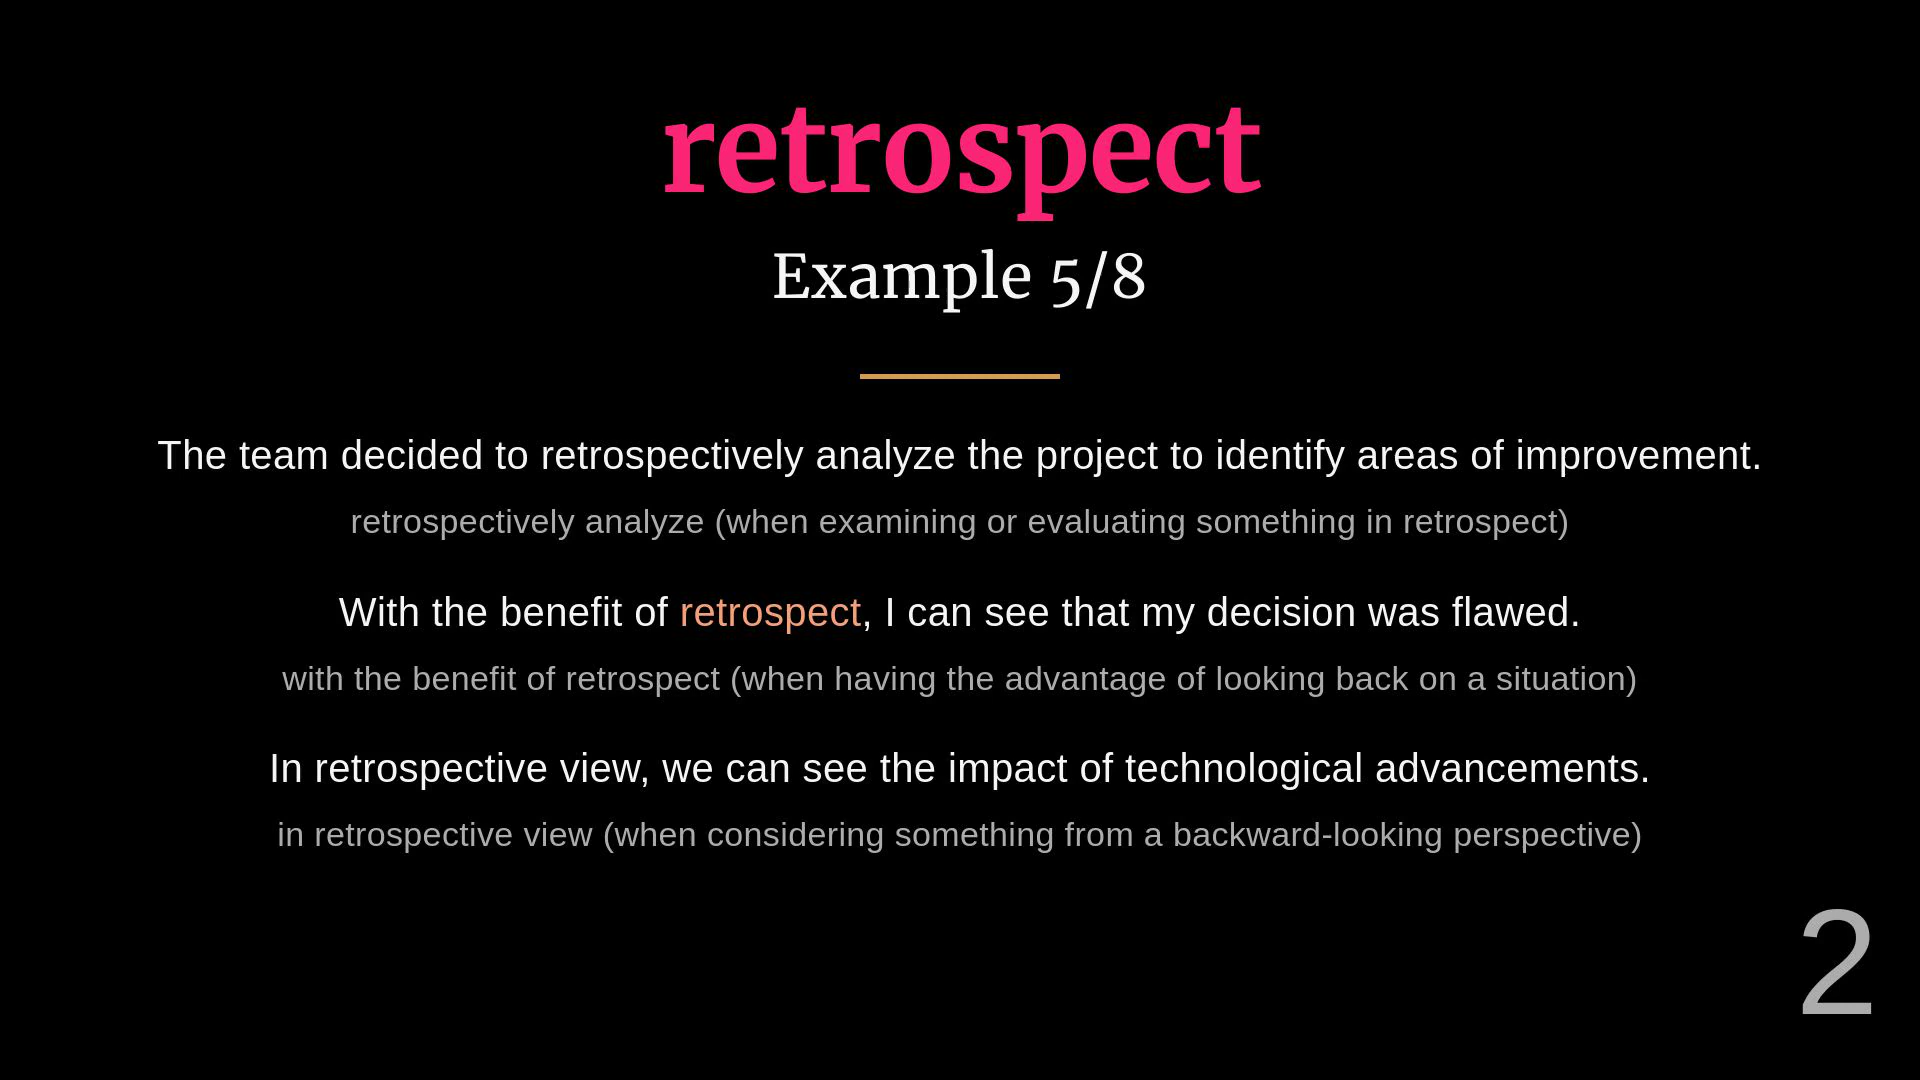 retrospect
Example 5/8
The team decided to retrospectively analyze the project to identify areas of improvement.
retrospectively analyze (when examining or evaluating something in retrospect)
With the benefit of retrospect, I can see that my decision was flawed.
with the benefit of retrospect (when having the advantage of looking back on a situation)
In retrospective view, we can see the impact of technological advancements.
in retrospective view (when considering something from a backward-looking perspective)
2